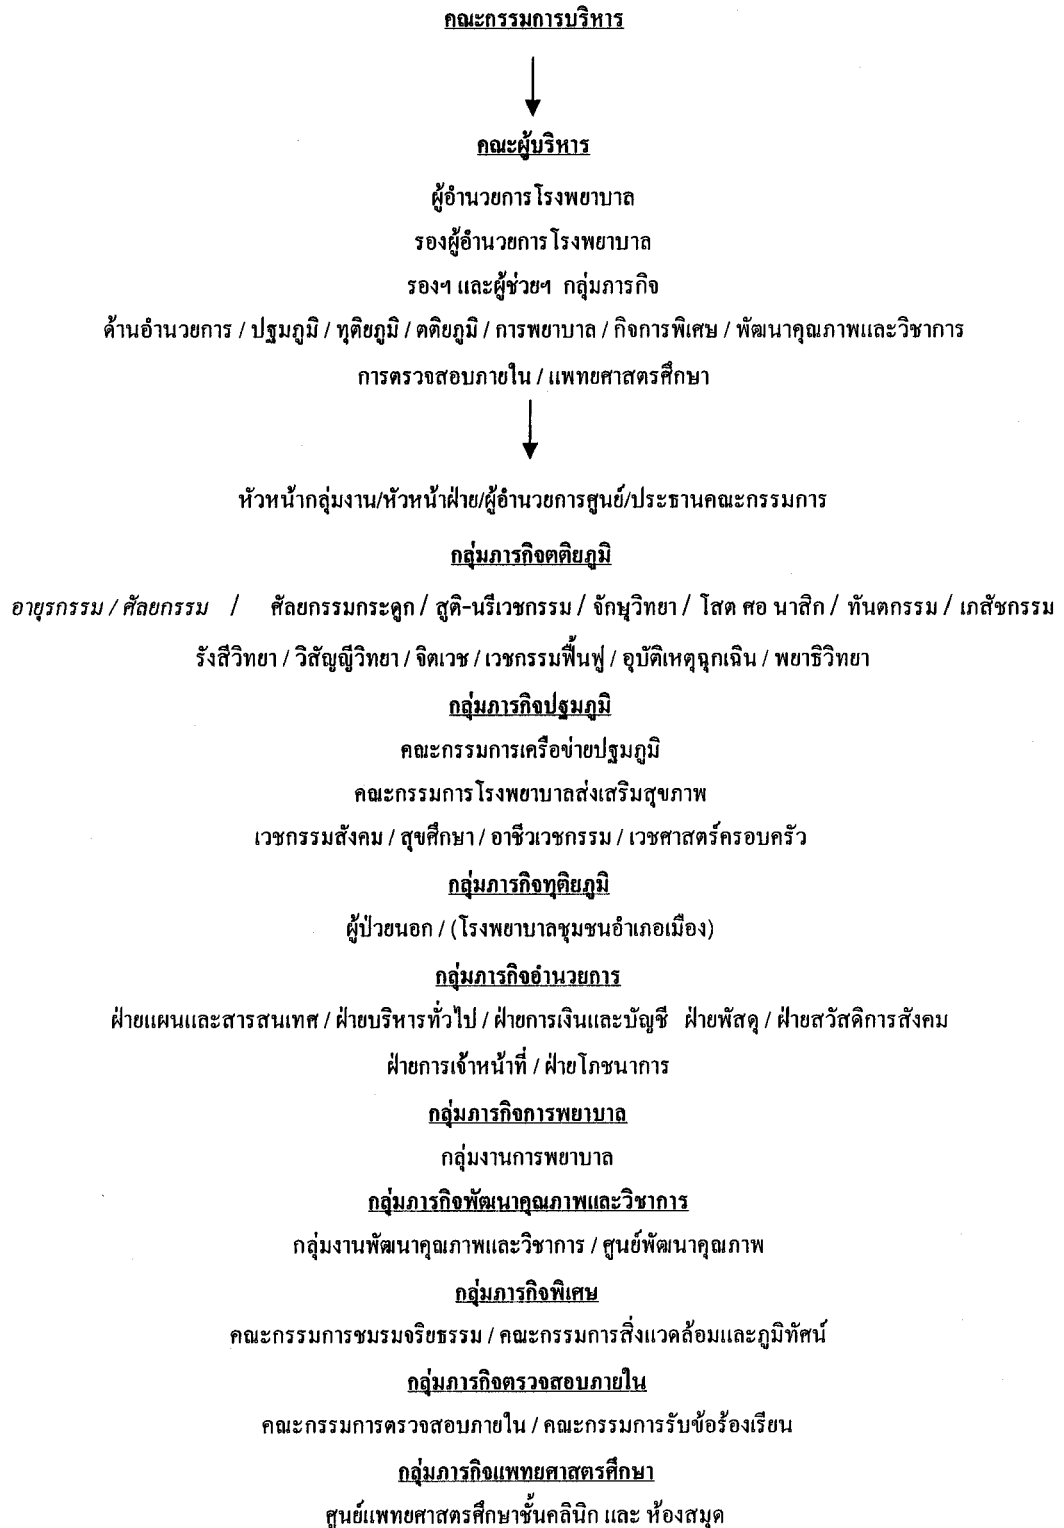 คณะกรรมการบริหาร
คณะผู้บริหาร
ผู้อำนวยการโรงพยาบาล
รองผู้อำนวยการโรงพยาบาล
รองฯ และผู้ช่วยฯ กลุ่มภารกิจ
ด้านอำนวยการ / ปฐมภูมิ / ทุติยภูมิ / ตติยภูมิ / การพยาบาล / กิจการพิเศษ / พัฒนาคุณภาพและวิชาการ
การตรวจสอบภายใน / แพทยศาสตรศึกษา
หัวหน้ากลุ่มงาน/หัวหน้าฝ่าย/ผู้อำนวยการศูนย์/ประธานคณะกรรมการ
กลุ่มภารกิจตติยภูมิ
อายุรกรรม / ศัลยกรรม / ศัลยกรรมกระดูก / สูติ-นรีเวชกรรม / จักษุวิทยา / โสต ศอ นาสิก / ทันตกรรม / เภสัชกรรม
รังสีวิทยา / วิสัญญีวิทยา / จิตเวช / เวชกรรมฟื้นฟู / อุบัติเหตุฉุกเฉิน / พยาธิวิทยา
กลุ่มภารกิจปฐมภูมิ
คณะกรรมการเครือข่ายปฐมภูมิ
คณะกรรมการโรงพยาบาลส่งเสริมสุขภาพ
เวชกรรมสังคม / สุขศึกษา / อาชีวเวชกรรม / เวชศาสตร์ครอบครัว
กลุ่มภารกิจทุติยภูมิ
ผู้ป่วยนอก / (โรงพยาบาลชุมชนอำเภอเมือง)
กลุ่มภารกิจอำนวยการ
ฝ่ายแผนและสารสนเทศ / ฝ่ายบริหารทั่วไป / ฝ่ายการเงินและบัญชี ฝ่ายพัสดุ / ฝ่ายสวัสดิการสังคม
ฝ่ายการเจ้าหน้าที่ / ฝ่ายโภชนาการ
กลุ่มภารกิจการพยาบาล
กลุ่มงานการพยาบาล
กลุ่มภารกิจพัฒนาคุณภาพและวิชาการ
กลุ่มงานพัฒนาคุณภาพและวิชาการ / ศูนย์พัฒนาคุณภาพ
กลุ่มภารกิจพิเศษ
คณะกรรมการชมรมจริยธรรม / คณะกรรมการสิ่งแวดล้อมและภูมิทัศน์
กลุ่มภารกิจตรวจสอบภายใน
คณะกรรมการตรวจสอบภายใน / คณะกรรมการรับข้อร้องเรียน
กลุ่มภารกิจแพทยศาสตรศึกษา
ศูนย์แพทยศาสตรศึกษาชั้นคลินิก และ ห้องสมุด